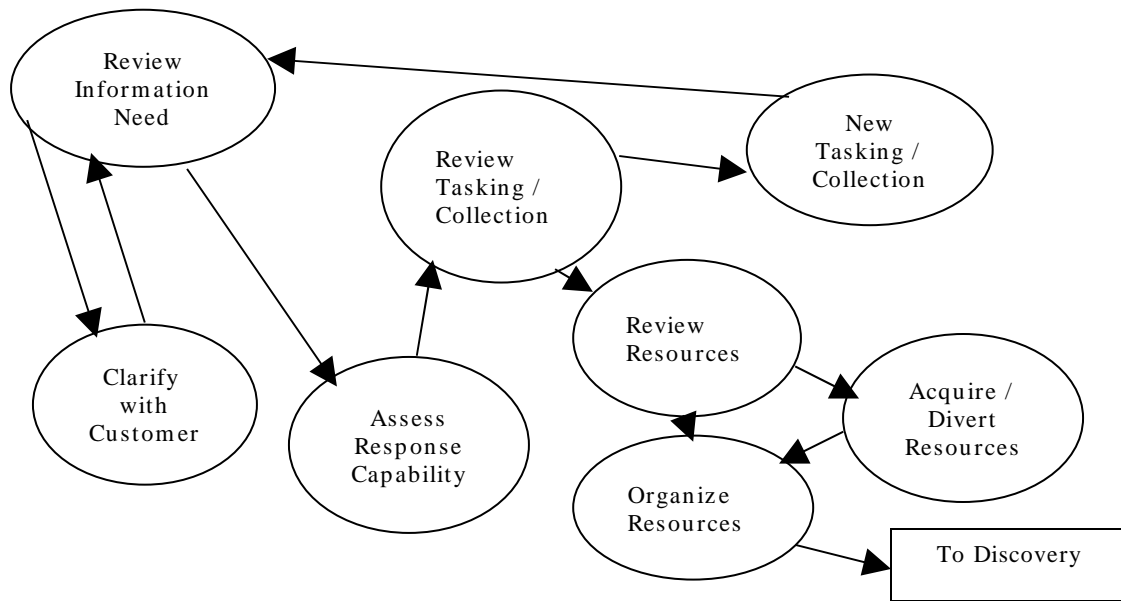 Review
Information
Need
New
Tasking /
Collection
Review
Tasking /
Collection
Review
Resources
Clarify
with
Customer
Assess
Response
Capability
Acquire /
Divert
Resources
Organize
Resources
To Discovery